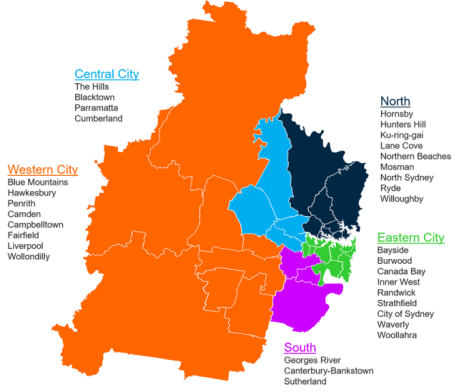 Central City
The Hills
Blacktown
Parramatta
Cumberland
North
Hornsby
Hunters Hill
Ku-ring-gai
Lane Cove
Northern Beaches
Mosman
North Sydney
Ryde
Willoughby
Western City
Blue Mountains
Hawkesbury
Penrith
Camden
Campbelltown
Fairfield
Liverpool
Wollondilly
Eastern City
Bayside
Burwood
Canada Bay
Inner West
Randwick
Strathfield
City of Sydney
Waverly
Woollahra
South
Georges River
Canterbury-Bankstown
Sutherland